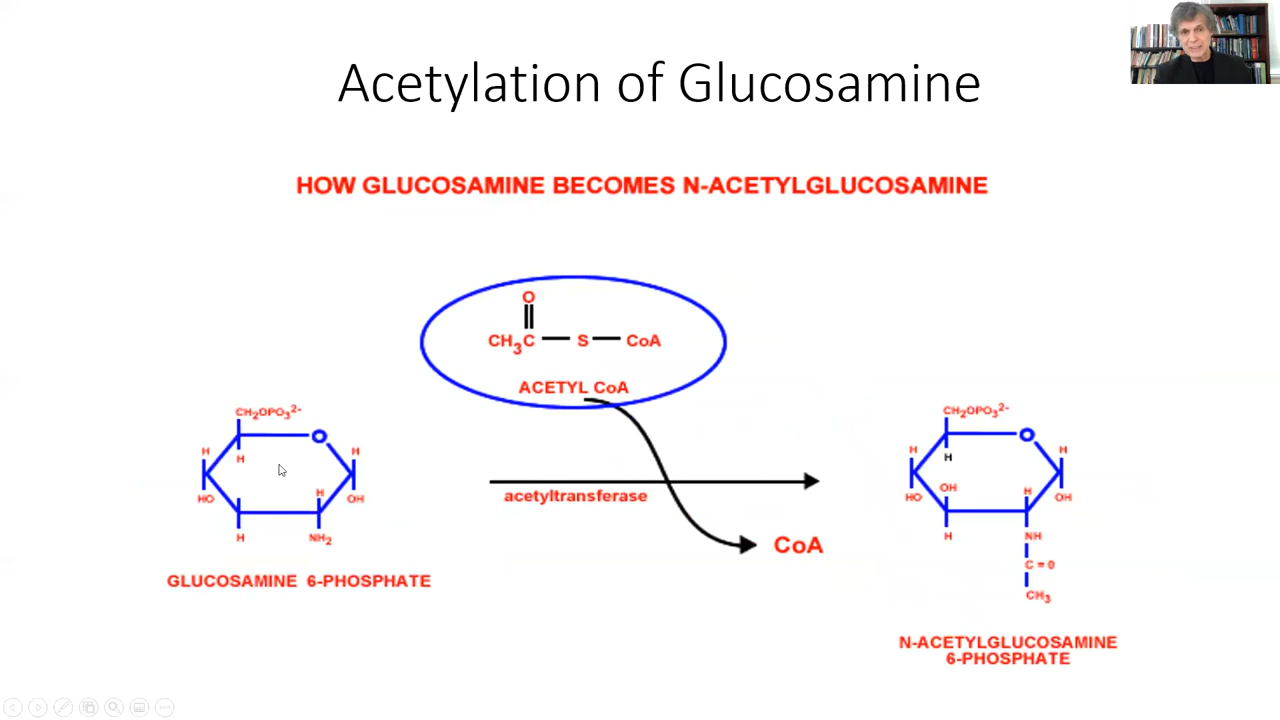 Acetylation of Glucosamine
HOW GLUCOSAMINE BECOMES N-ACETYLGLUCOSAMINE
O
CH3C — S — CoA
ACETYL CoA
CH2OPO3 2-
O
H
H
H
HO
H
OH
H
NH2
GLUCOSAMINE 6-PHOSPHATE
acetyltransferase
CoA
CH2OPO3 2-
O
H
H
H
HO
OH
H
OH
H
NH
C = O
CH3
N-ACETYLGLUCOSAMINE
6-PHOSPHATE